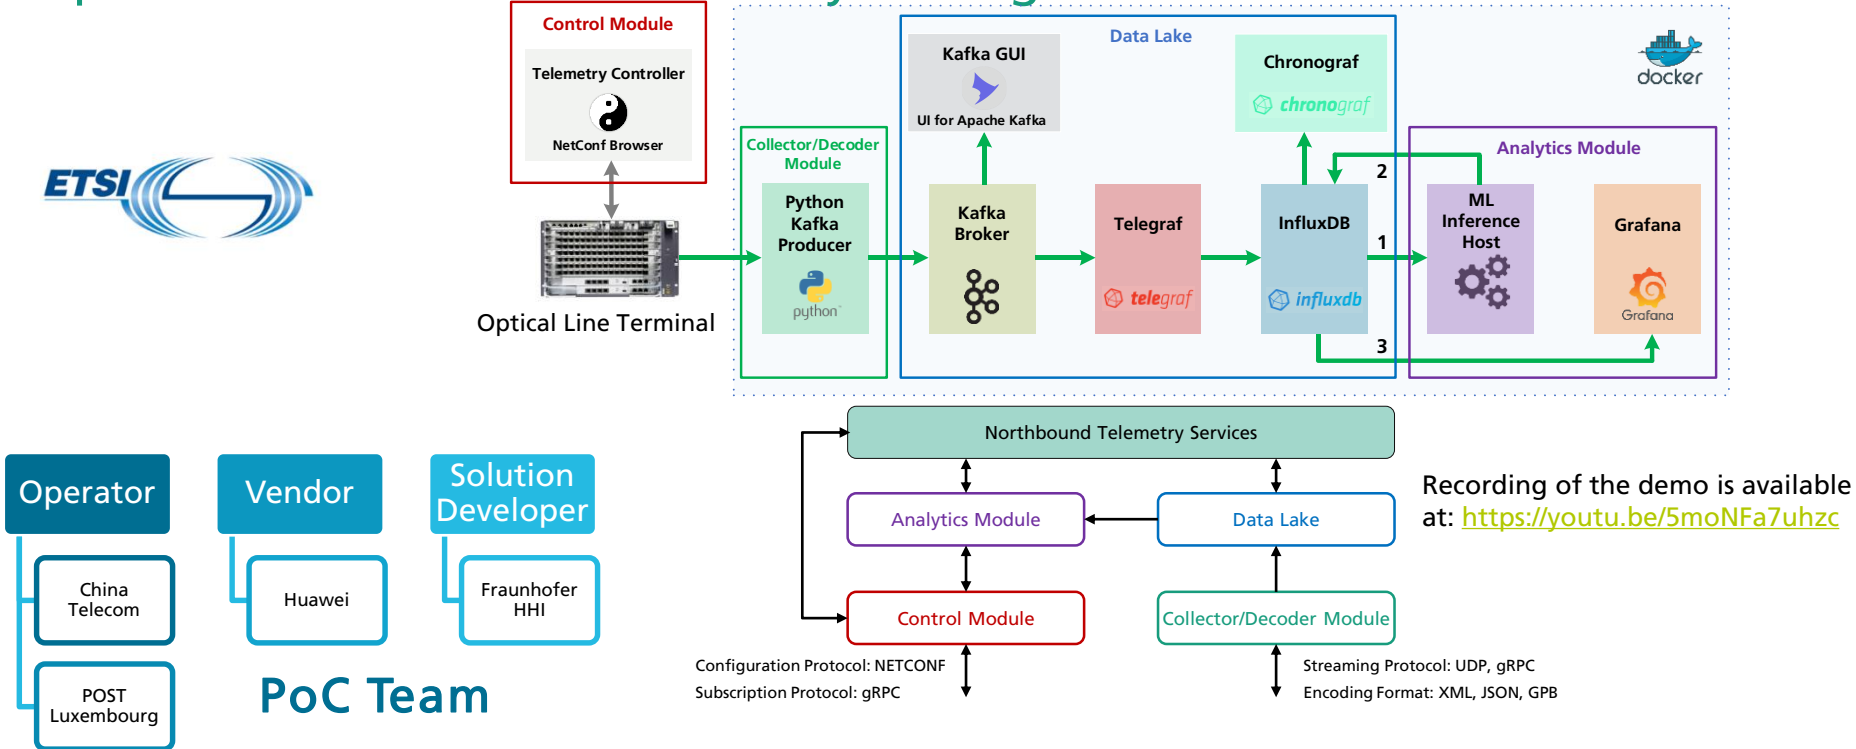 Control Module
Telemetry Controller
NetConf Browser
Optical Line Terminal
Collector/Decoder
Module
Python
Kafka
Producer
python
Data Lake
Kafka GUI
UI for Apache Kafka
Kafka
Broker
Telegraf
telegraf
Chronograf
chronograf
InfluxDB
influxdb
docker
Analytics Module
2
1
3
ML
Inference
Host
Grafana
Grafana
ETSI
Operator
China
Telecom
POST
Luxembourg
Vendor
Huawei
Solution
Developer
Fraunhofer
HHI
PoC Team
Northbound Telemetry Services
Analytics Module
Data Lake
Control Module
Collector/Decoder Module
Configuration Protocol: NETCONF
Subscription Protocol: gRPC
Streaming Protocol: UDP, gRPC
Encoding Format: XML, JSON, GPB
Recording of the demo is available
at: https://youtu.be/5moNFa7uhzc